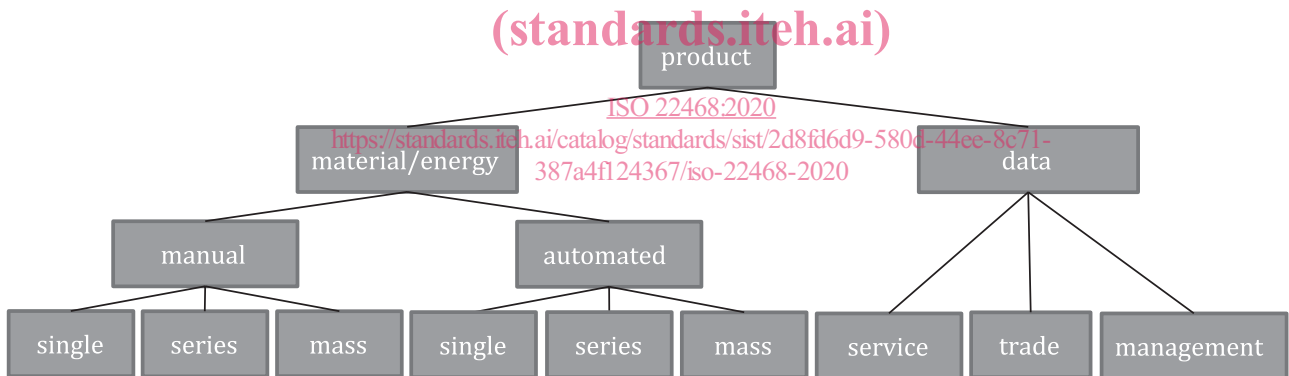 (standards.iteh.ai)
product
ISO 22468:2020
https://standards.iteh.ai/catalog/standards/sist/2d8fd6d9-580d-44ee-8c71-
material/energy
387a4f124367/iso-22468-2020
data
manual
automated
single
series
mass
single
series
mass
service
trade
management